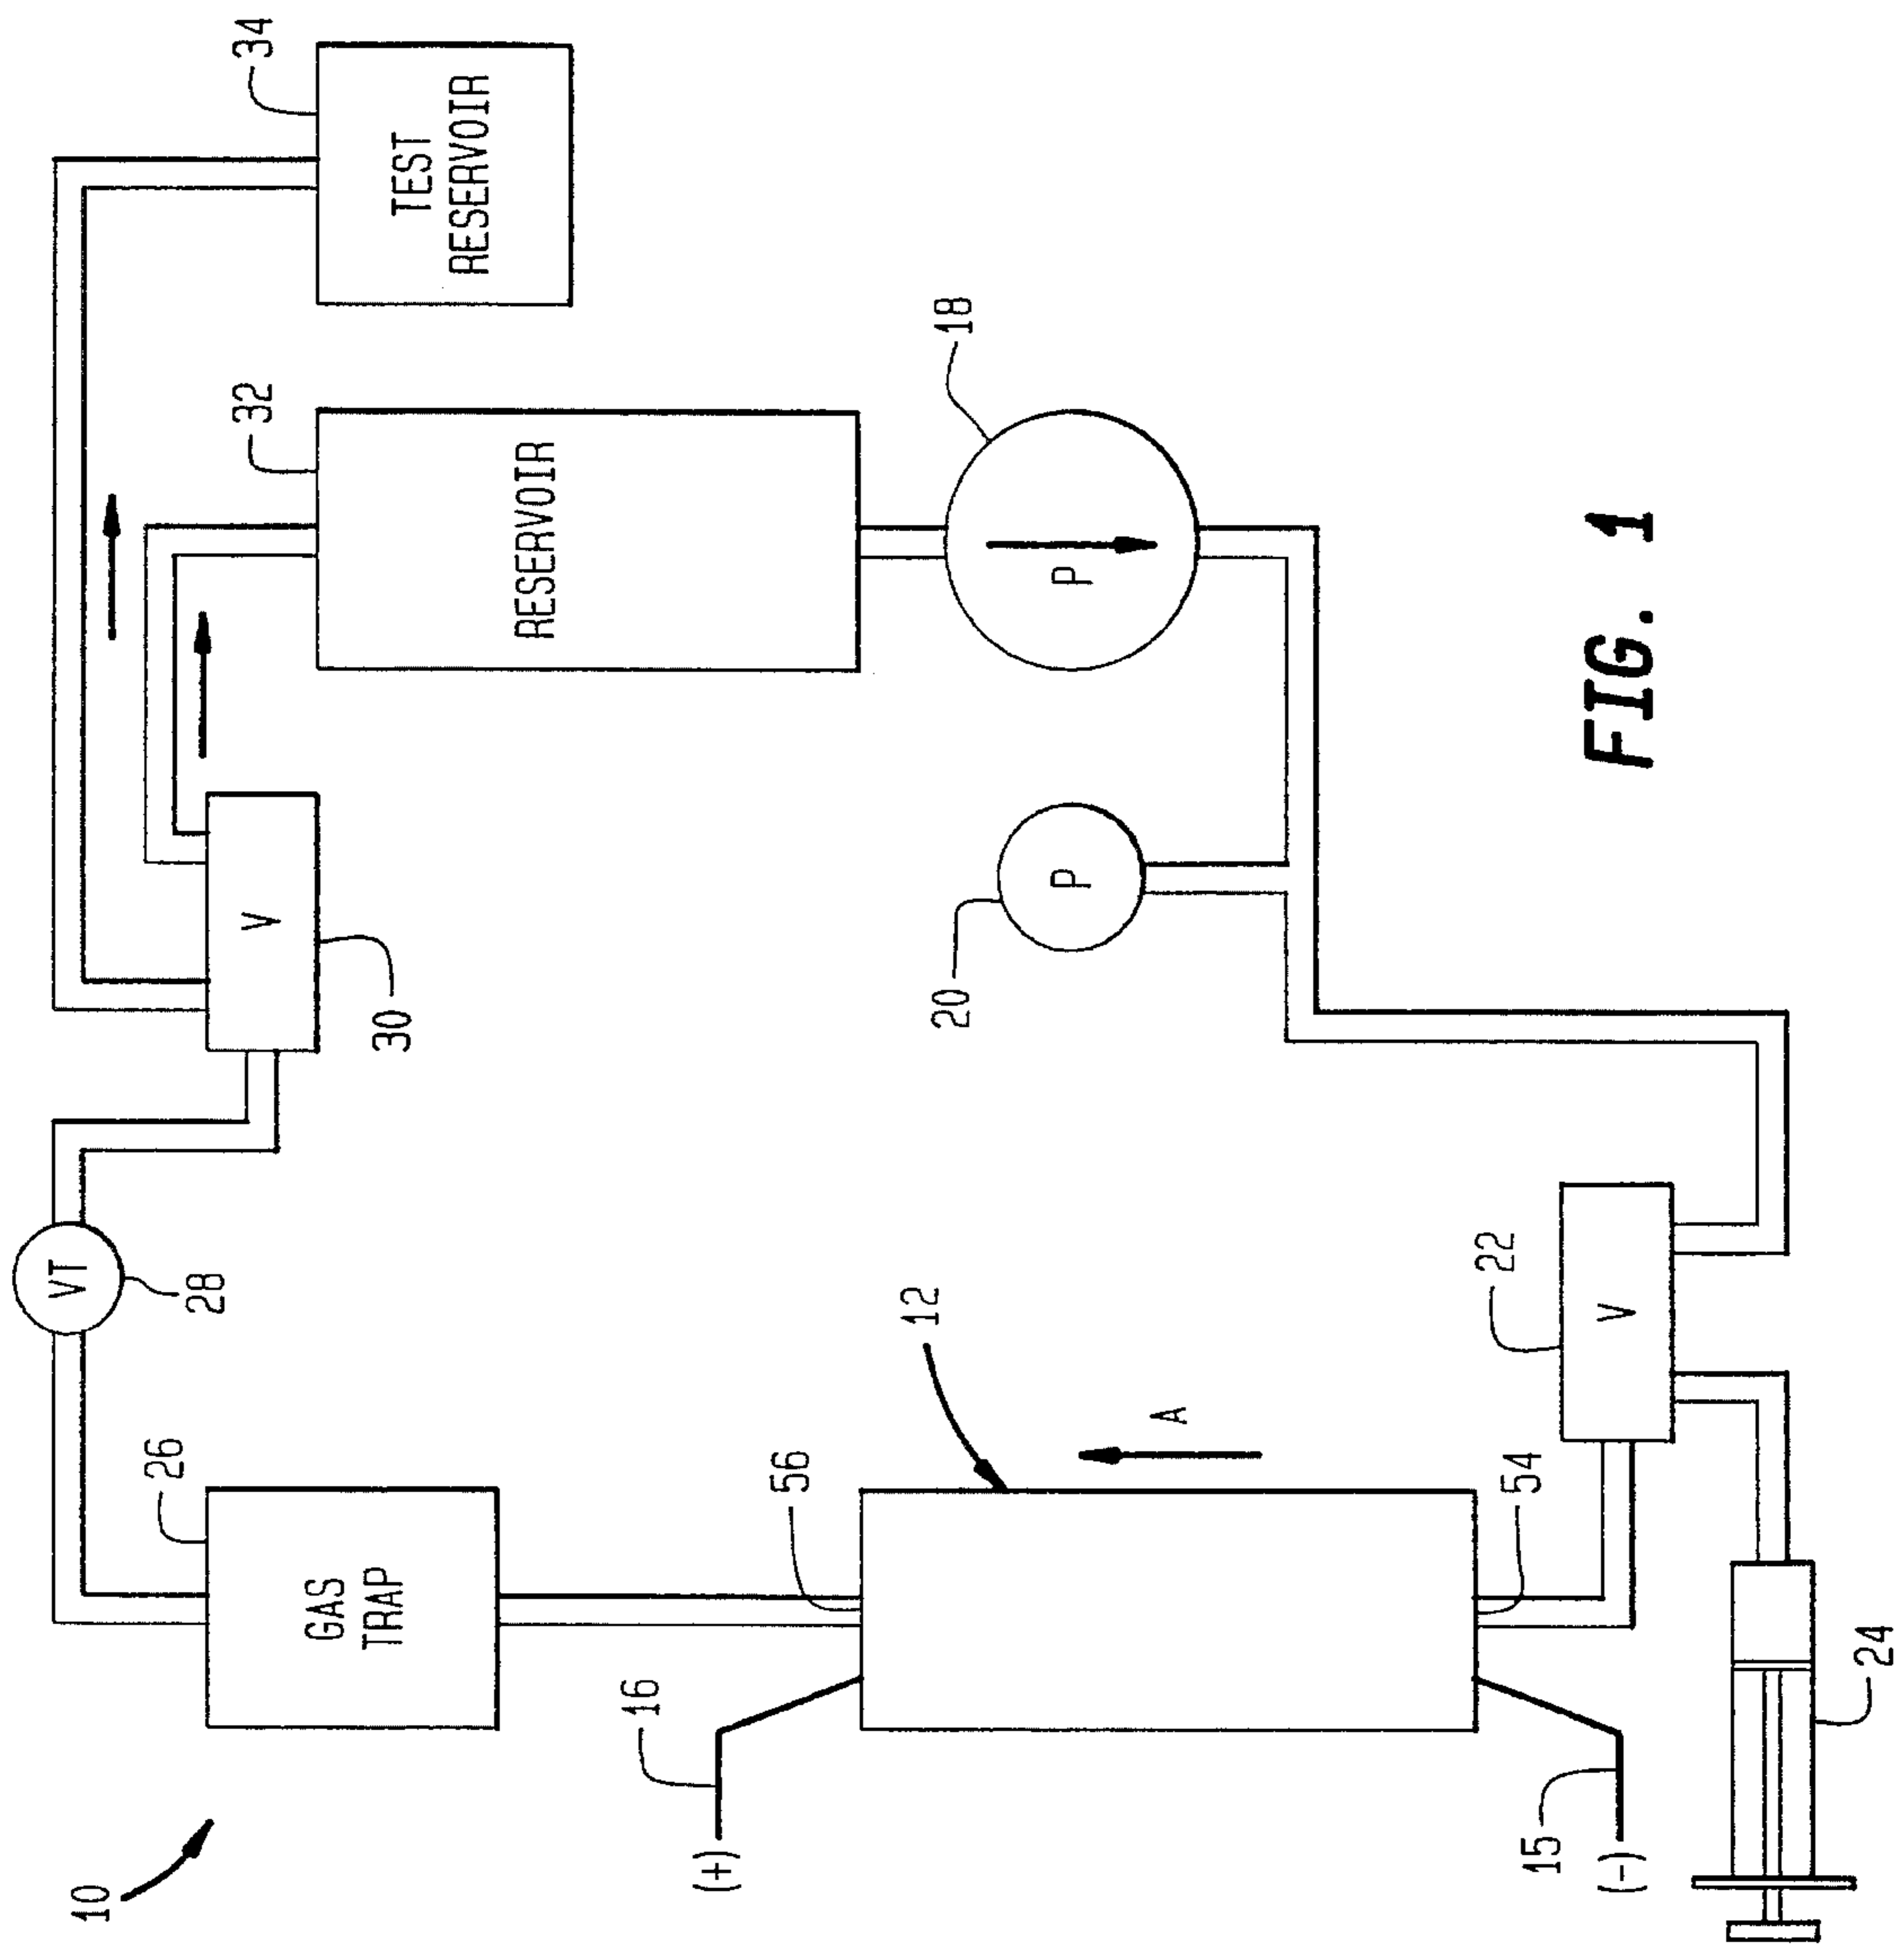 10
GAS
TRAP
26
VT
28
V
30
32
RESERVOIR
34
TEST
RESERVOIR
(+)
16
56
12
A
20
P
18
P
54
15
(-)
22
V
24
FIG. 1